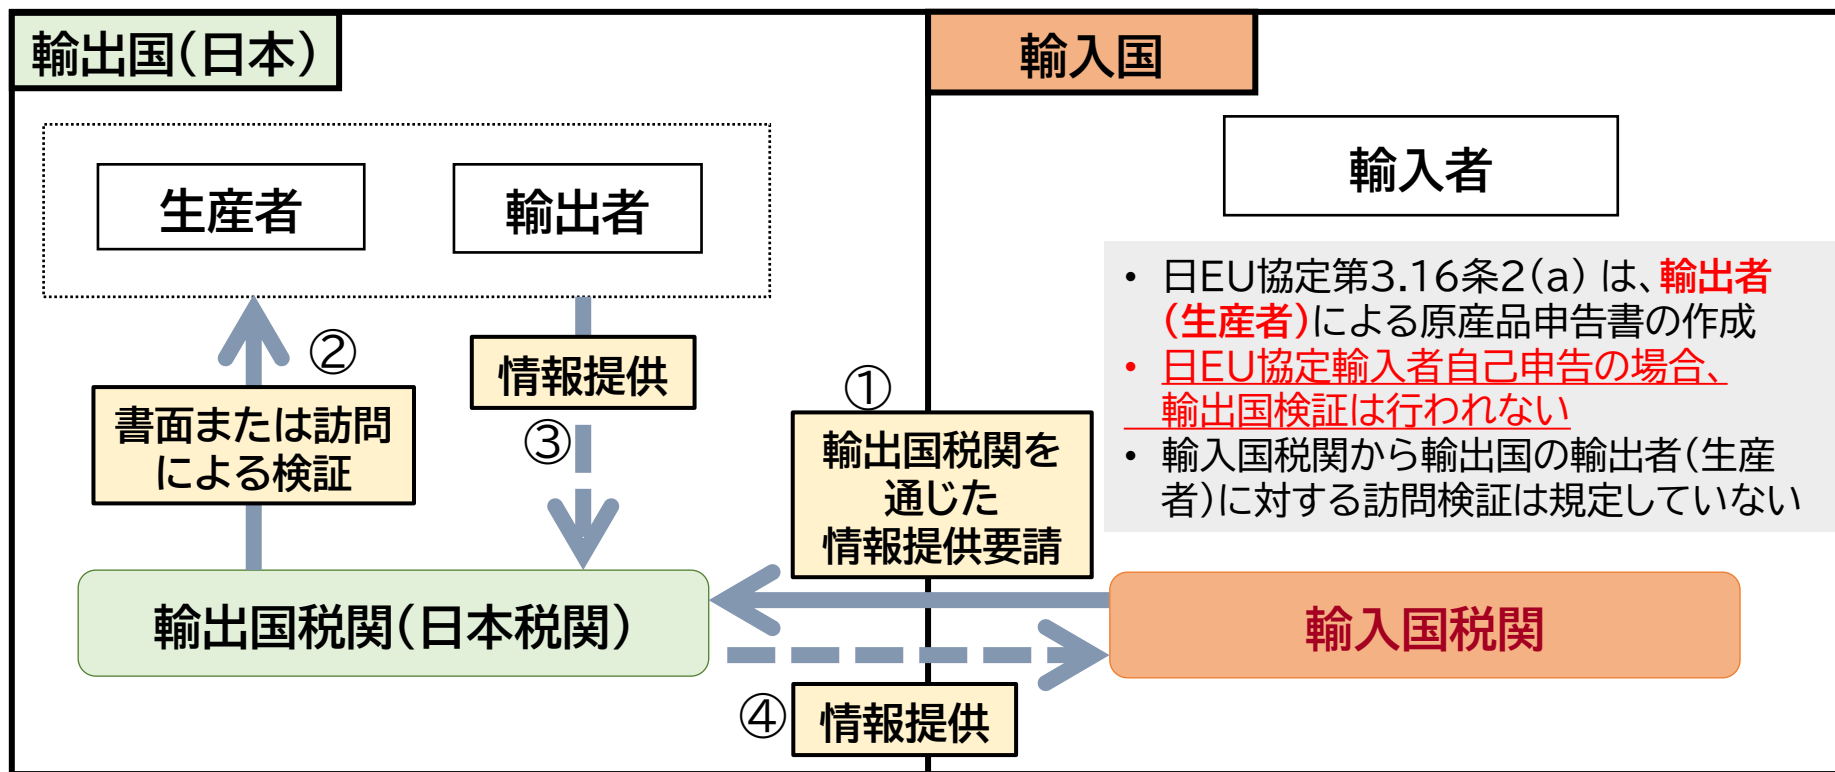 輸出国(日本)
輸入国
生産者
輸出者
輸入者
・ 日EU協定第3.16条2(a) は、輸出者
(生産者)による原産品申告書の作成
・ 日EU協定輸入者自己申告の場合、
輸出国検証は行われない
・ 輸入国税関から輸出国の輸出者(生産
者)に対する訪問検証は規定していない
②
書面または訪問
による検証
情報提供
③
①
輸出国税関を
通じた
情報提供要請
輸出国税関(日本税関)
輸入国税関
④
情報提供